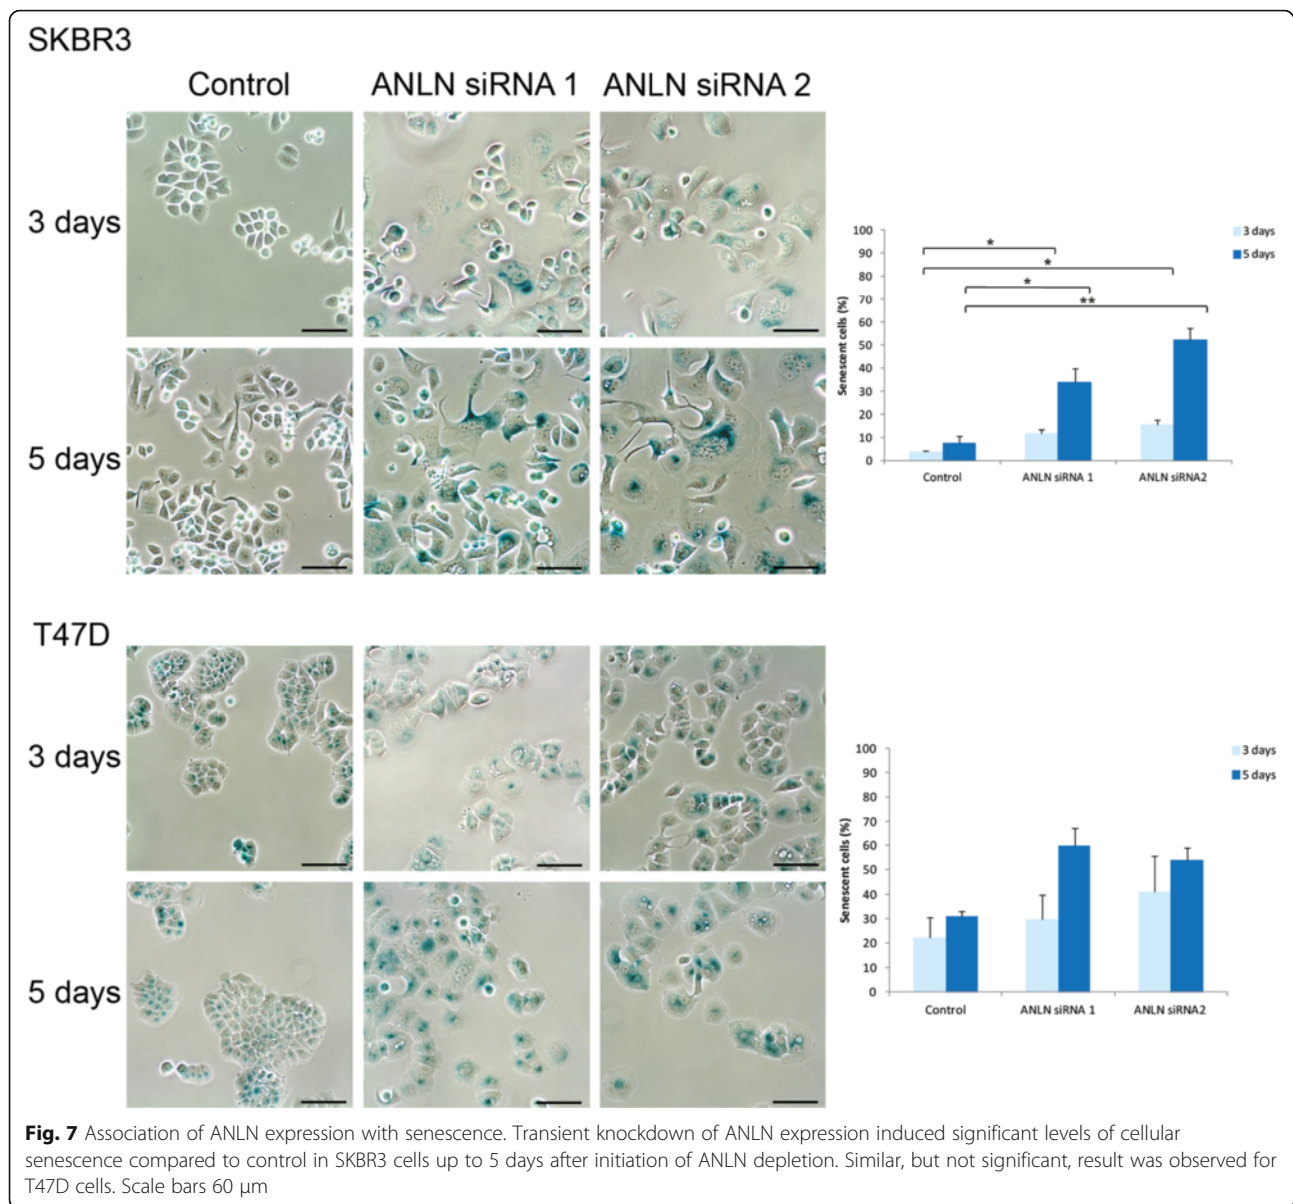 SKBR3
Control ANLN siRNA 1 ANLN siRNA 2
3 days
5 days
100
90
80
70
60
50
40
30
20
10
0
Senescent cells (%)
3 days
5 days
*
*
*
**
Control ANLN siRNA 1 ANLN siRNA2
T47D
3 days
5 days
100
90
80
70
60
50
40
30
20
10
0
Senescent cells (%)
3 days
5 days
Control ANLN siRNA 1 ANLN siRNA2
Fig. 7 Association of ANLN expression with senescence. Transient knockdown of ANLN expression induced significant levels of cellular
senescence compared to control in SKBR3 cells up to 5 days after initiation of ANLN depletion. Similar, but not significant, result was observed for
T47D cells. Scale bars 60 μm